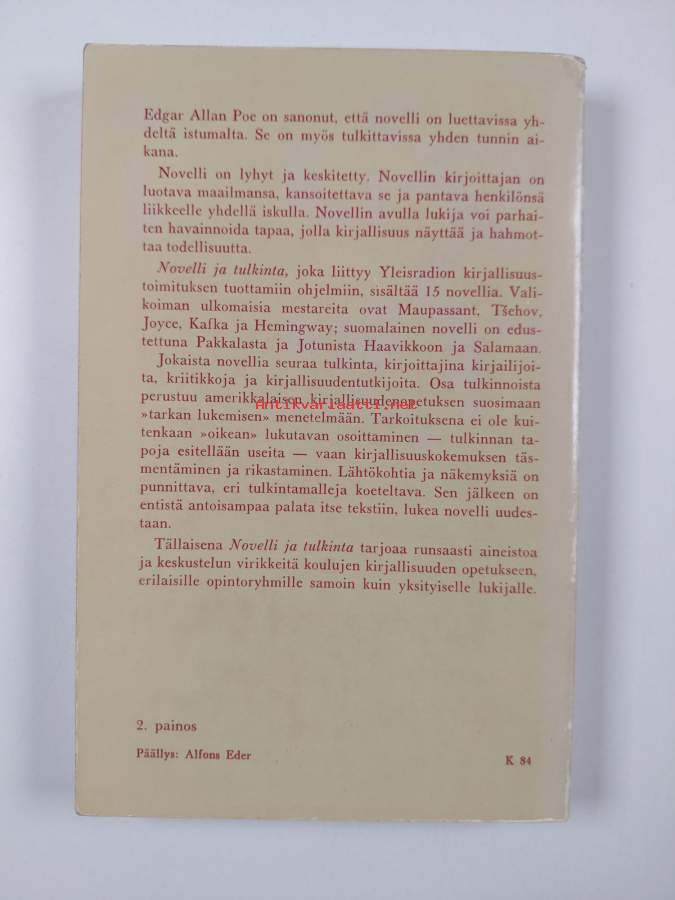 Edgar Allan Poe on sanonut, että novelli on luettavissa yh-
deltä istumalta. Se on myös tulkittavissa yhden tunnin ai-
kana.
Novelli on lyhyt ja keskitetty. Novellin kirjoittajan on
luotava maailmansa, kansoitettava se ja pantava henkilönsä
liikkeelle yhdellä iskulla. Novellin avulla lukija voi parhai-
ten havainnoida tapaa, jolla kirjallisuus näyttää ja hahmot-
taa todellisuutta.
Novelli ja tulkinta, joka liittyy Yleisradion kirjallisuus-
toimituksen tuottamiin ohjelmiin, sisältää 15 novellia. Vali-
koiman ulkomaisia mestareita ovat Maupassant, Tšehov,
Joyce, Kafka ja Hemingway; suomalainen novelli on edus-
tettuna Pakkalasta ja Jotunista Haavikkoon ja Salamaan.
Jokaista novellia seuraa tulkinta, kirjoittajina kirjailijoi-
ta, kriitikkoja ja kirjallisuudentutkijoita. Osa tulkinnoista
perustuu amerikkalaisen kirjallisuudenopetuksen suosimaan
Antikvariaatti.net
»tarkan lukemisen» menetelmään. Tarkoituksena ei ole kui-
tenkaan »oikean» lukutavan osoittaminen — tulkinnan ta-
poja esitellään useita — vaan kirjallisuuskokemuksen täs-
mentäminen ja rikastaminen. Lähtökohtia ja näkemyksiä on
punnittava, eri tulkintamalleja koeteltava. Sen jälkeen on
entistä antoisampaa palata itse tekstiin, lukea novelli uudes-
taan.
Tällaisena Novelli ja tulkinta tarjoaa runsaasti aineistoa
ja keskustelun virikkeitä koulujen kirjallisuuden opetukseen,
erilaisille opintoryhmille samoin kuin yksityiselle lukijalle.
2. painos
Päällys: Alfons Eder
K 84